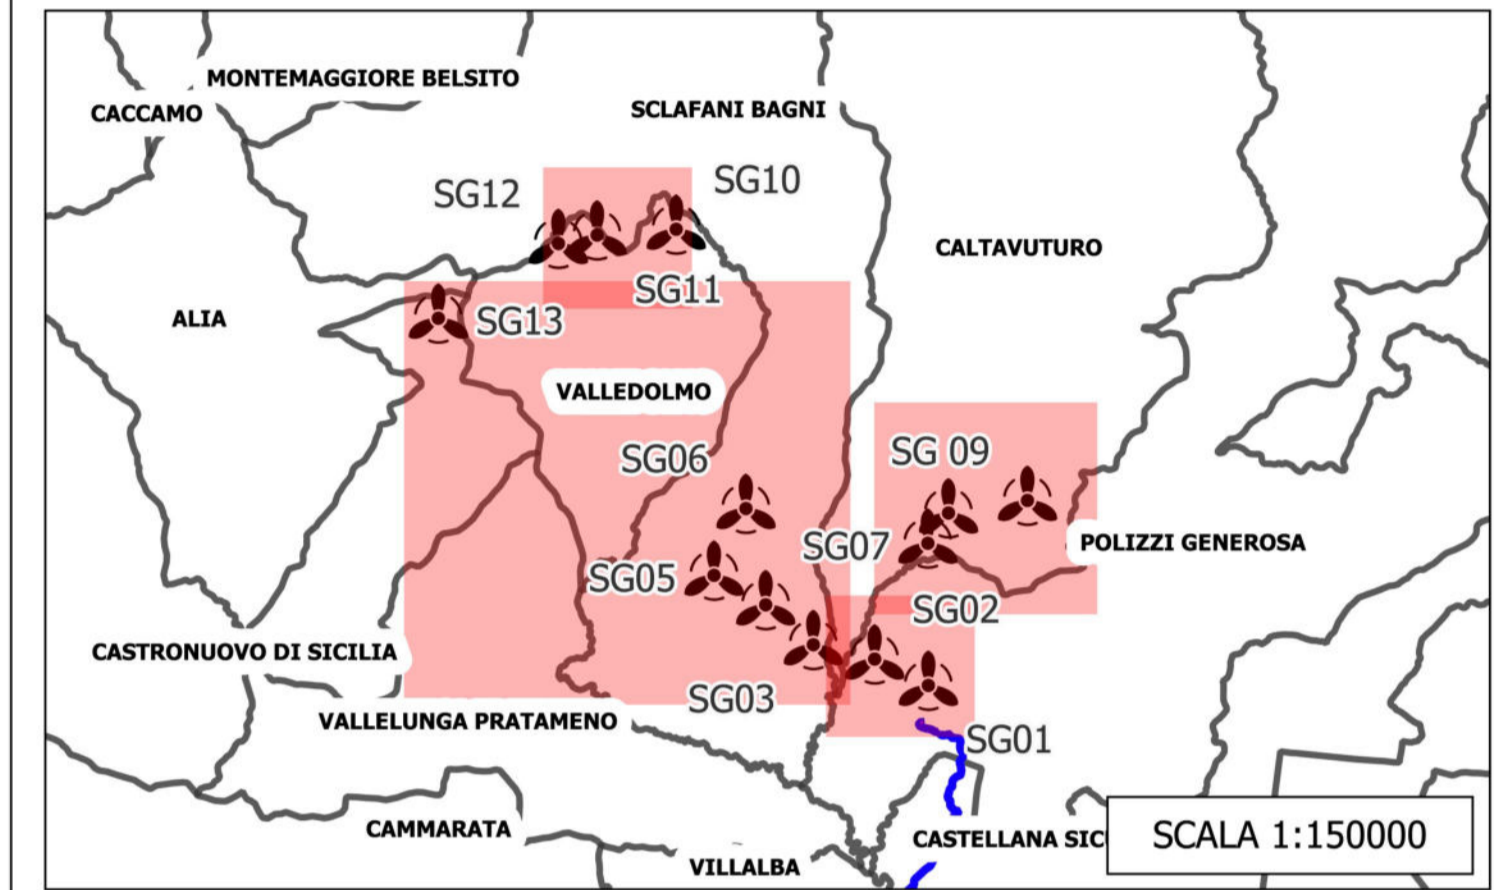 MONTEMAGGIORE BELSITO
CACCAMO
SCLAFANI BAGNI
SG12
SG10
CALTAVUTURO
SG11
ALIA
SG13
VALLEDOLMO
SG06
SG 09
SG07
POLIZZI GENEROSA
SG05
SG02
CASTRONUOVO DI SICILIA
SG03
VALLELUNGA PRATAMENO
SG01
CAMMARATA
CASTELLANA SIC
SCALA 1:150000
VILLALBA